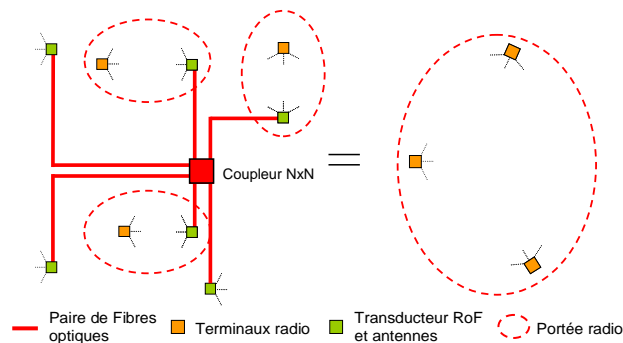 Coupleur NxN
Paire de Fibres
optiques
Terminaux radio
Transducteur RoF
et antennes
Portée radio